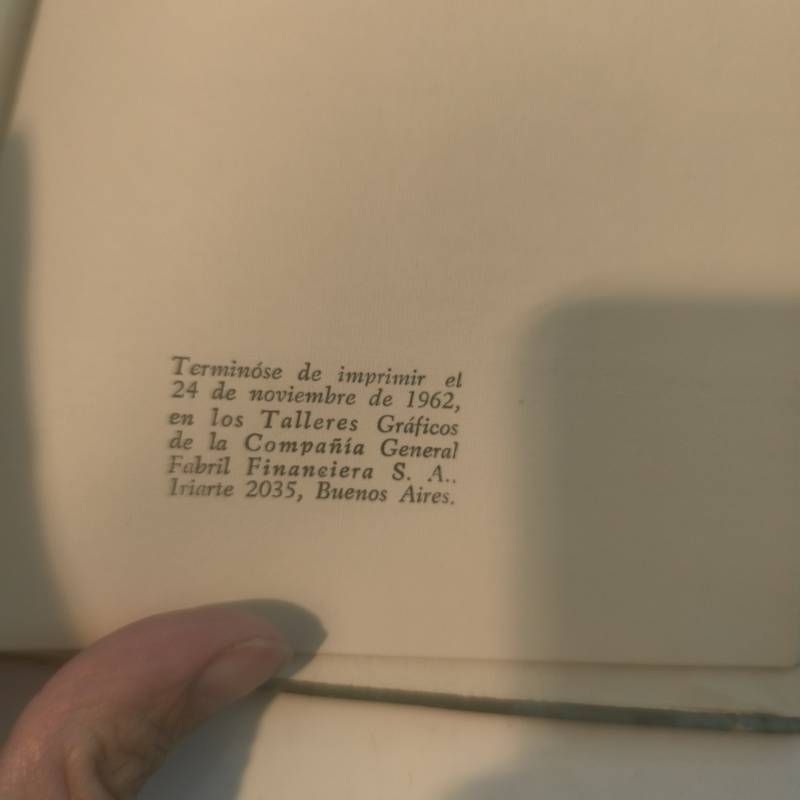 Terminóse de imprimir el
24 de noviembre de 1962,
en los Talleres Gráficos
de la Compañía General
Fabril Financiera S. A.,
Iriarte 2035, Buenos Aires.